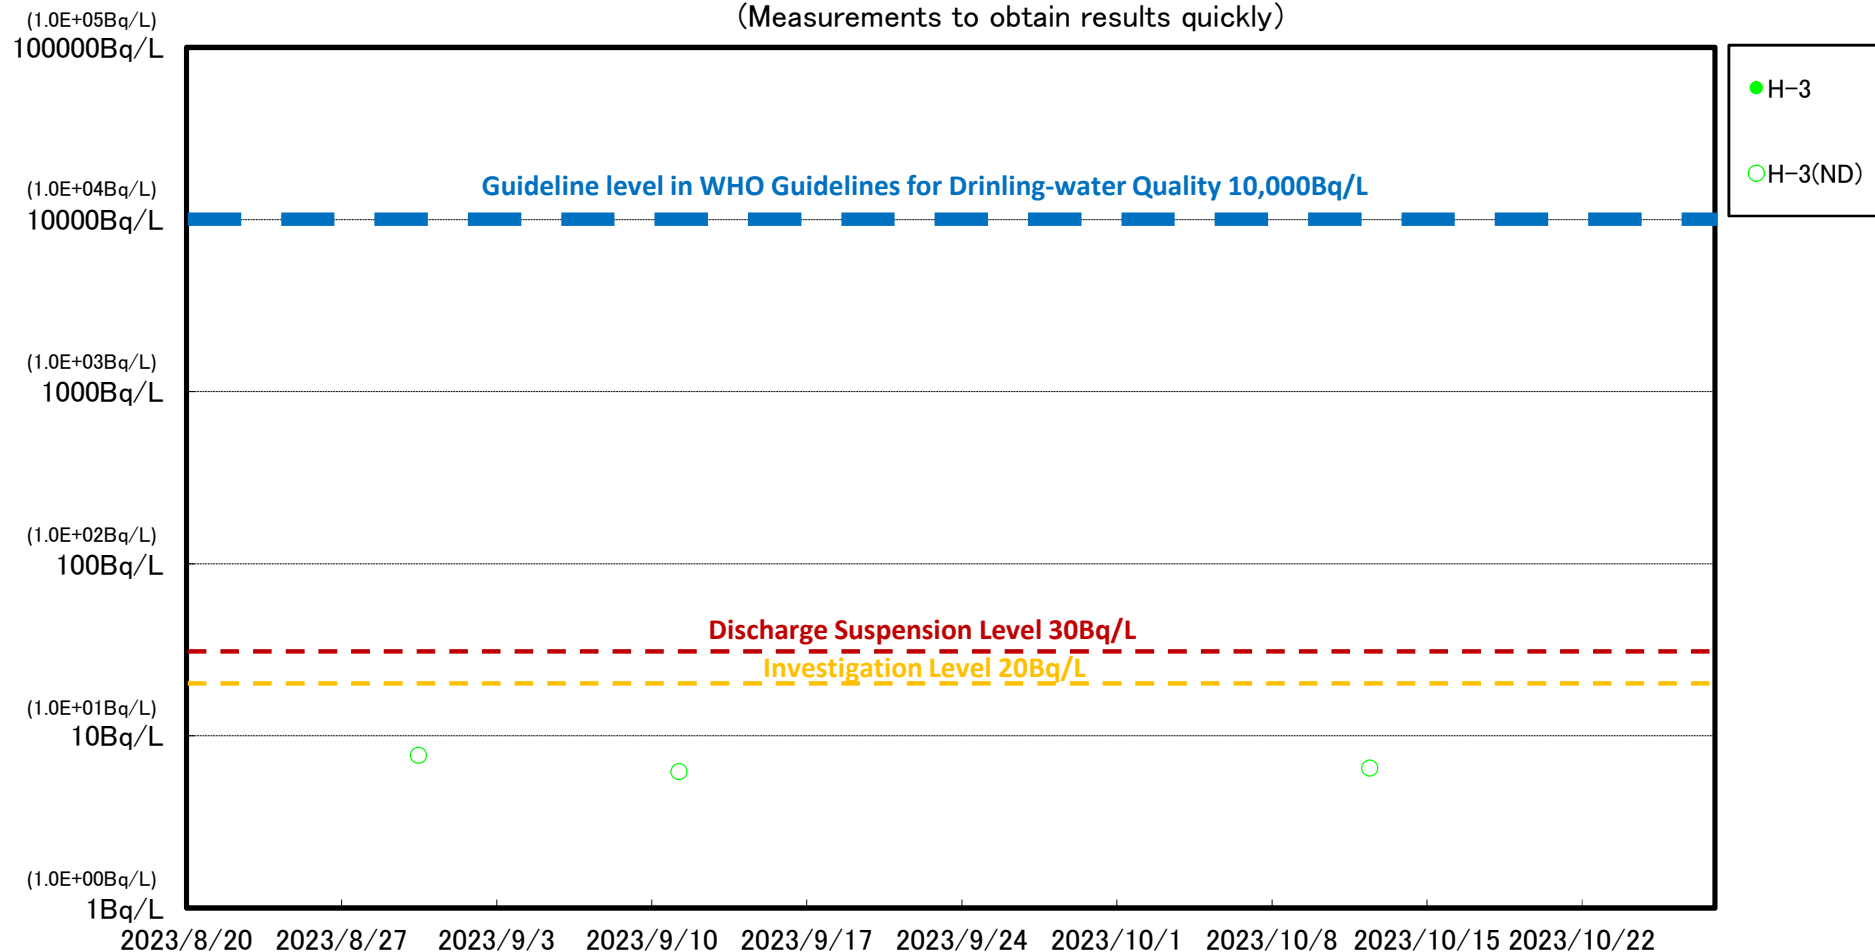 (Measurements to obtain results quickly)
(1.0E+05Bq/L)
100000Bq/L
H-3
H-3(ND)
Guideline level in WHO Guidelines for Drinling-water Quality 10,000Bq/L
(1.0E+04Bq/L)
10000Bq/L
(1.0E+03Bq/L)
1000Bq/L
(1.0E+02Bq/L)
100Bq/L
Discharge Suspension Level 30Bq/L
Investigation Level 20Bq/L
(1.0E+01Bq/L)
10Bq/L
(1.0E+00Bq/L)
1Bq/L
2023/8/20 2023/8/27 2023/9/3 2023/9/10 2023/9/17 2023/9/24 2023/10/1 2023/10/8 2023/10/15 2023/10/22